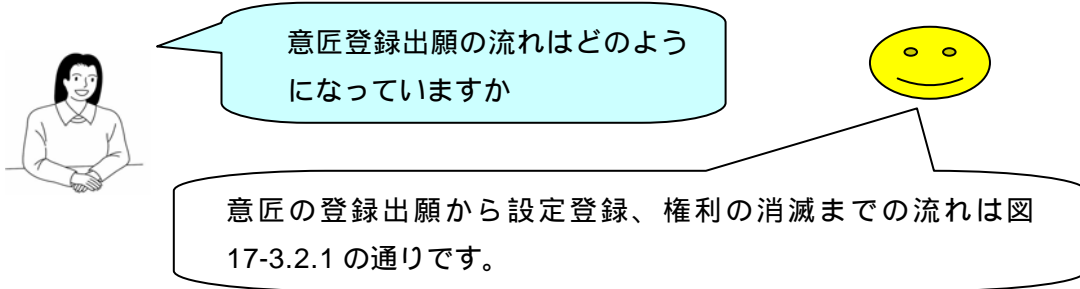 意匠登録出願の流れはどのよう
になっていますか
意匠の登録出願から設定登録、権利の消滅までの流れは図
17-3.2.1 の通りです。